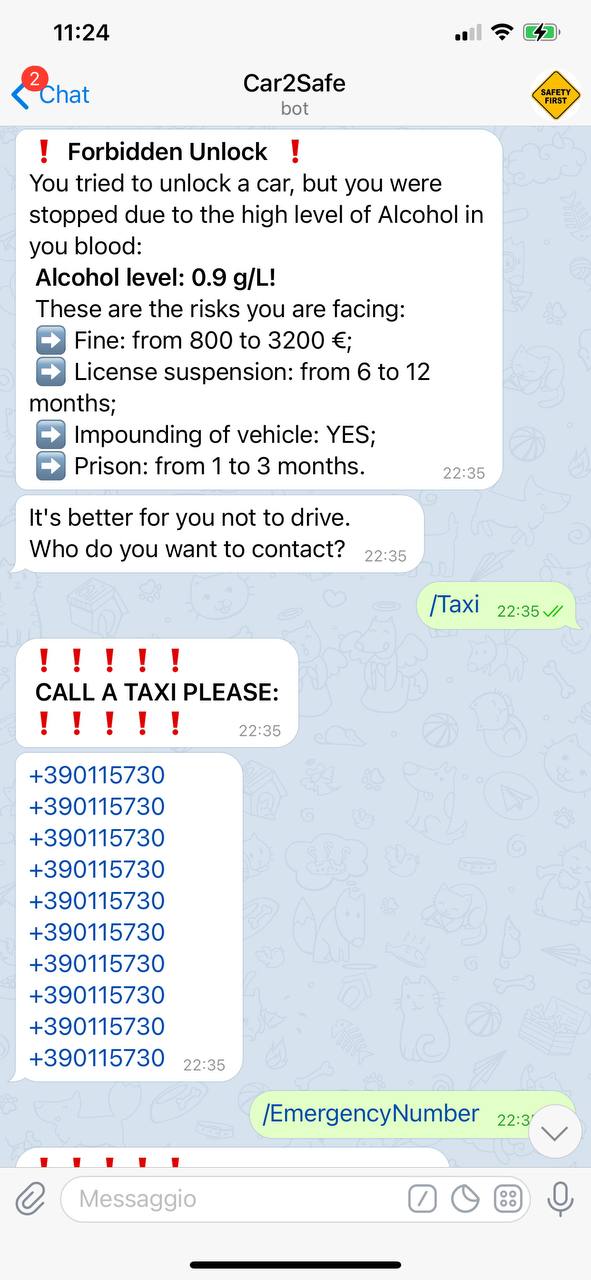 11:24
2
Chat
Car2Safe
bot
SAFETY
FIRST
❗ Forbidden Unlock ❗
You tried to unlock a car, but you were
stopped due to the high level of Alcohol in
you blood:
Alcohol level: 0.9 g/L!
These are the risks you are facing:
➡️ Fine: from 800 to 3200 €;
➡️ License suspension: from 6 to 12
months;
➡️ Impounding of vehicle: YES;
➡️ Prison: from 1 to 3 months.
22:35
It's better for you not to drive.
Who do you want to contact?
22:35
/Taxi
22:35
❗❗❗❗❗
CALL A TAXI PLEASE:
❗❗❗❗❗
22:35
+390115730
+390115730
+390115730
+390115730
+390115730
+390115730
+390115730
+390115730
+390115730
+390115730
22:35
/EmergencyNumber
Messaggio